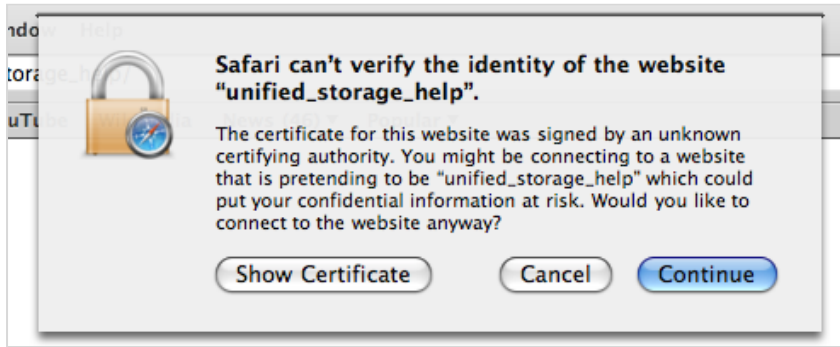 ndow Help
torage_help/
uTube
News (46) ▾ Popular ▾
Safari can't verify the identity of the website
“unified_storage_help”.
The certificate for this website was signed by an unknown
certifying authority. You might be connecting to a website
that is pretending to be “unified_storage_help” which could
put your confidential information at risk. Would you like to
connect to the website anyway?
Show Certificate Cancel Continue